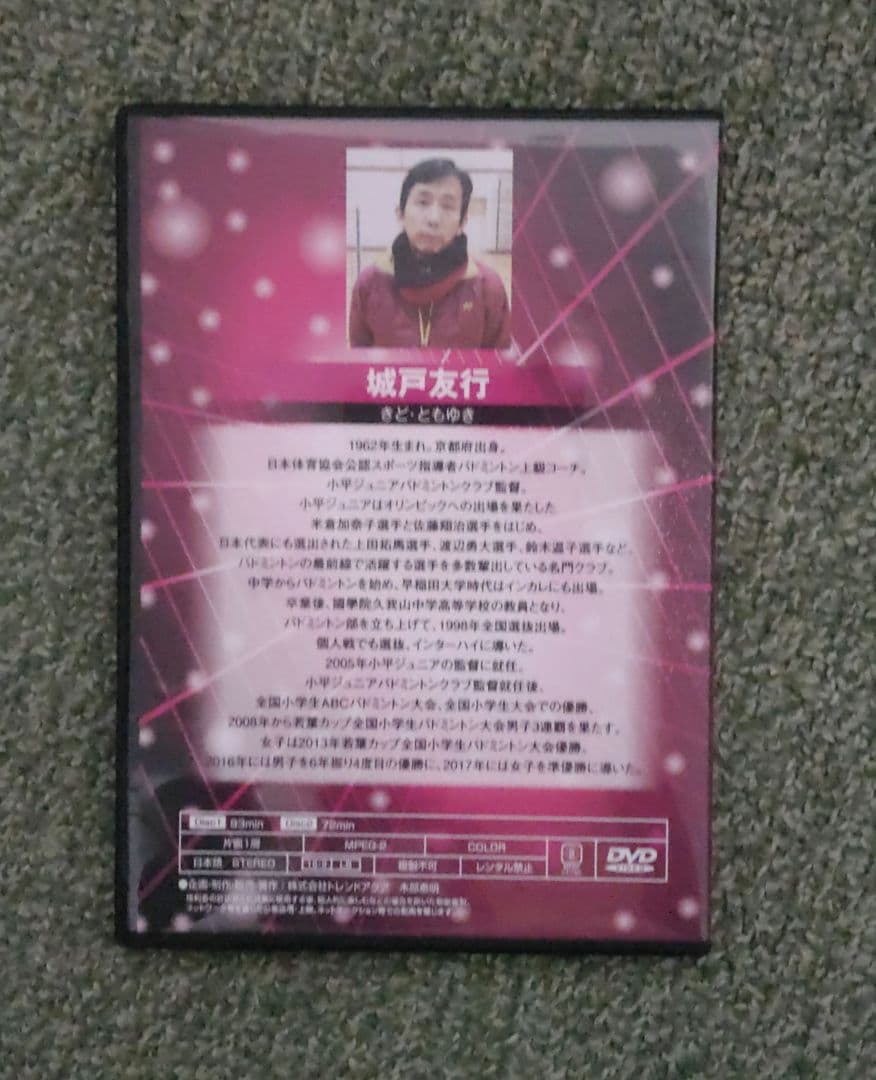 城戸友行
きど・ともゆき
1962年生まれ。京都府出身。
日本体育協会公認スポーツ指導者バドミントン上級コーチ。
小平ジュニアバドミントンクラブ監督。
小平ジュニアはオリンピックへの出場を果たした
米倉加奈子選手と佐藤翔治選手をはじめ、
日本代表にも選出された上田拓馬選手、渡辺勇大選手、鈴木温子選手など、
バドミントンの最前線で活躍する選手を多数輩出している名門クラブ。
中学からバドミントンを始め、早稲田大学時代はインカレにも出場。
卒業後、國學院久我山中学高等学校の教員となり、
バドミントン部を立ち上げて、1998年全国選抜出場。
個人戦でも選抜、インターハイに導いた。
2005年小平ジュニアの監督に就任。
小平ジュニアバドミントンクラブ監督就任後、
全国小学生ABCバドミントン大会、全国小学生大会での優勝、
2008年から若葉カップ全国小学生バドミントン大会男子3連覇を果たす。
女子は2013年若葉カップ全国小学生バドミントン大会優勝、
2016年には男子を6年振り4度目の優勝に、2017年には女子を準優勝に導いた。
Disc1 93min Disc2 72min
片面1層 MPEG-2 COLOR
日本語 STEREO 複製不可 レンタル禁止
DVD VIDEO
●企画・制作・販売・著作/株式会社トレンドアクア